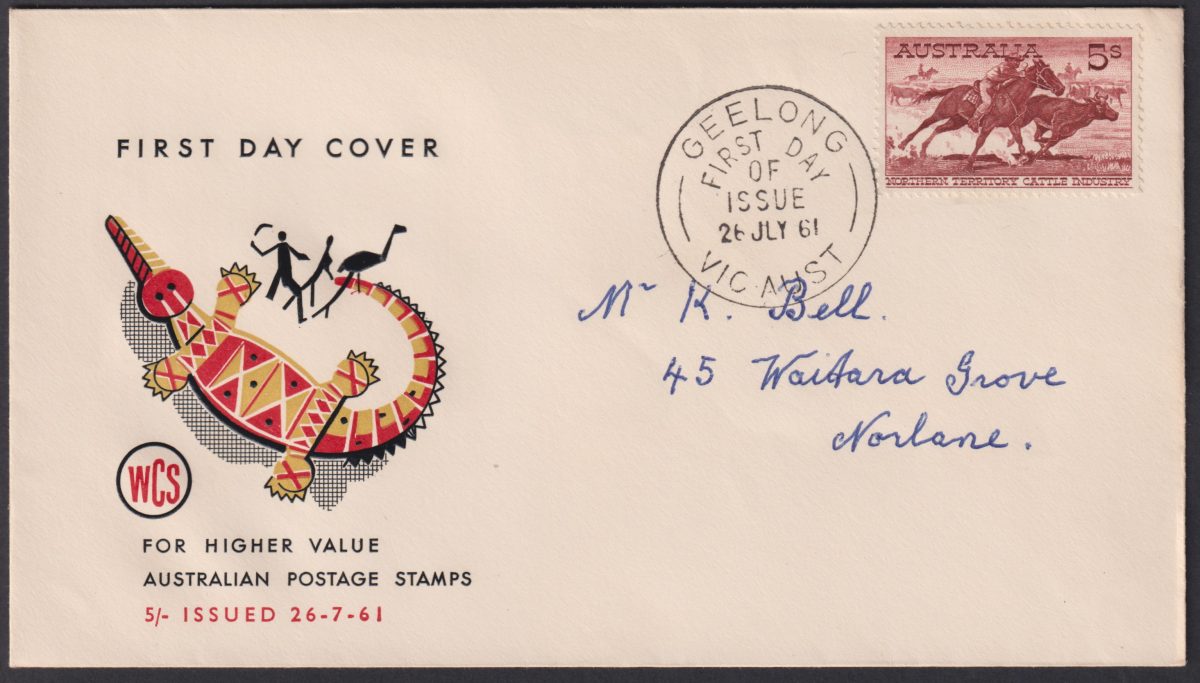 FIRST DAY COVER
WCS
FOR HIGHER VALUE
AUSTRALIAN POSTAGE STAMPS
5/- ISSUED 26-7-61
GEELONG
FIRST DAY
OF
ISSUE
26 JLY 61
VIC·AUST
AUSTRALIA 5s
NORTHERN TERRITORY CATTLE INDUSTRY
Mr K. Bell.
45 Waitara Grove
Norlane.